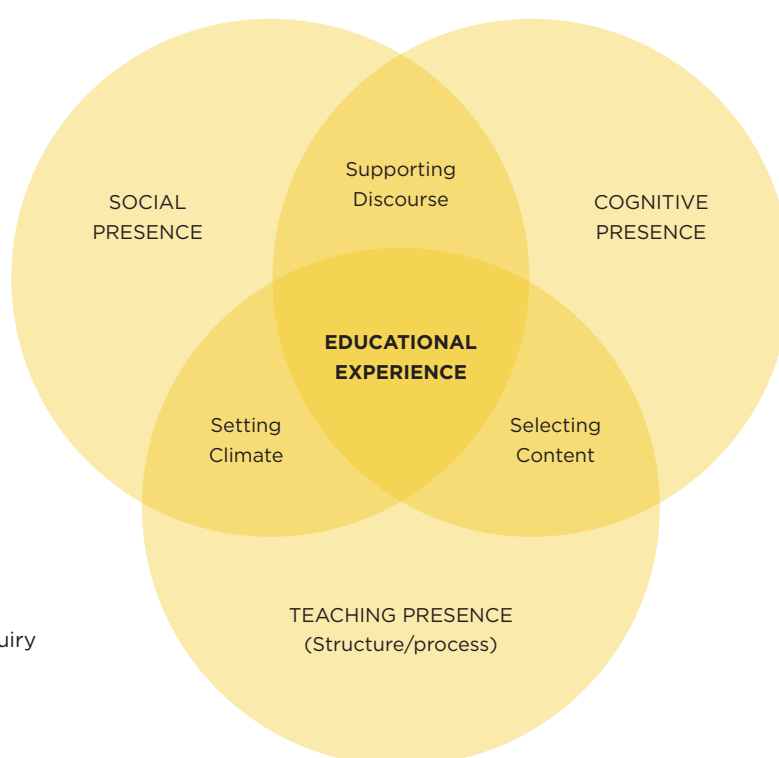 Supporting
Discourse
SOCIAL
PRESENCE
COGNITIVE
PRESENCE
EDUCATIONAL
EXPERIENCE
Setting
Climate
Selecting
Content
TEACHING PRESENCE
(Structure/process)
uiry